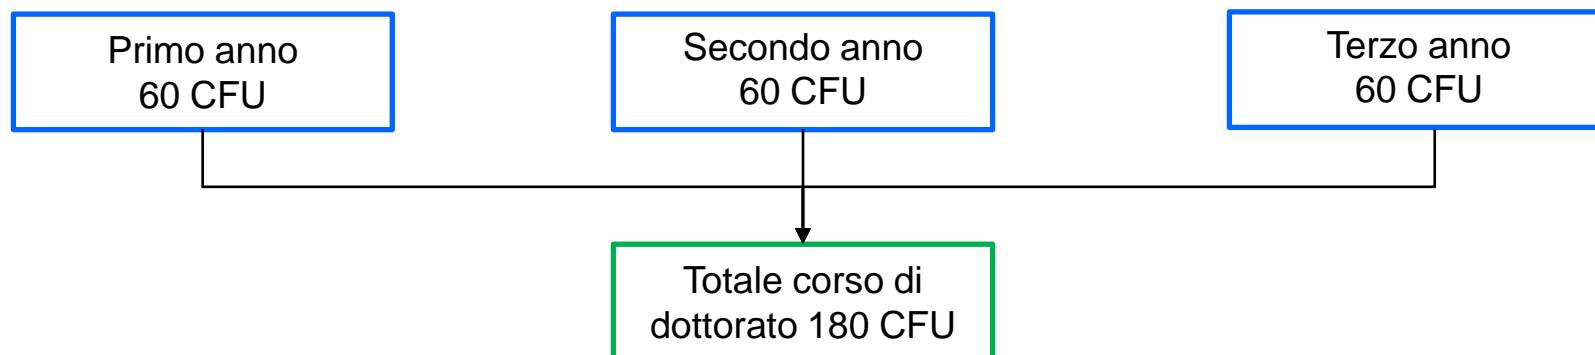 Primo anno
60 CFU
Secondo anno
60 CFU
Terzo anno
60 CFU
Totale corso di
dottorato 180 CFU